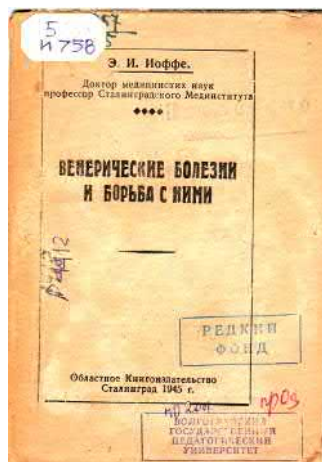 5
И 758
Э. И. Иоффе.
Доктор медицинских наук
профессор Сталинградского Мединститута
ВЕНЕРИЧЕСКИЕ БОЛЕЗНИ
И БОРЬБА С НИМИ
РЕДКИЙ
ФОНД
Областное Книгоиздательство
Сталинград 1945 г.
ВОЛГОГРАДСКИЙ
ГОСУДАРСТВЕННЫЙ
ПЕДАГОГИЧЕСКИЙ
УНИВЕРСИТЕТ